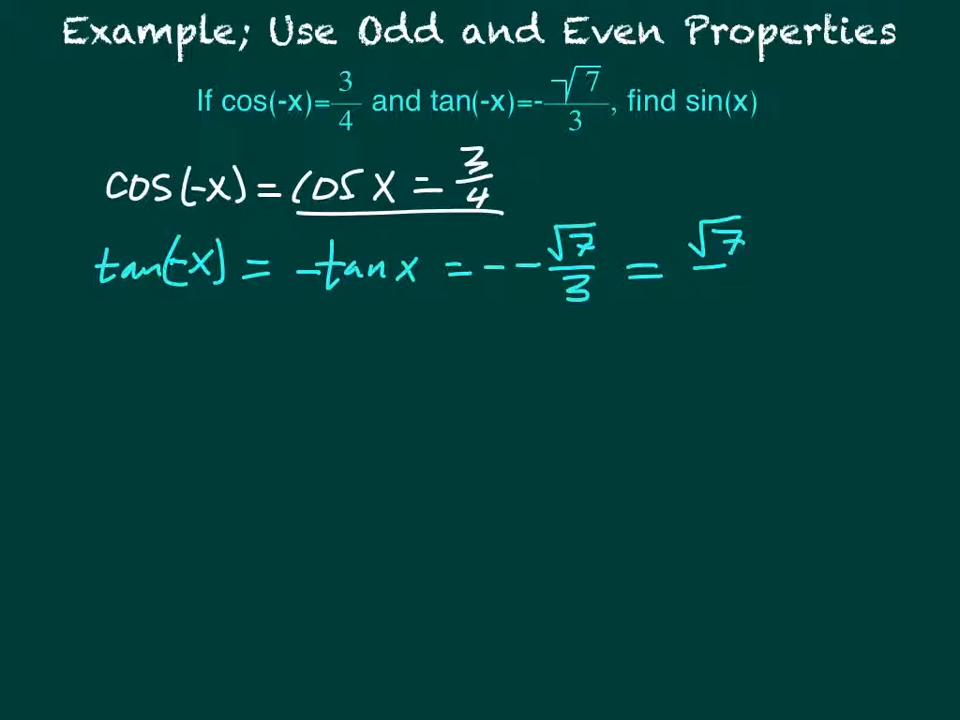 Example; Use Odd and Even Properties
If cos(-x)=3/4 and tan(-x)=-√7/3, find sin(x)
cos(-x) = cos x = 3/4
tan(-x) = -tan x = - - √7/3 = √7/